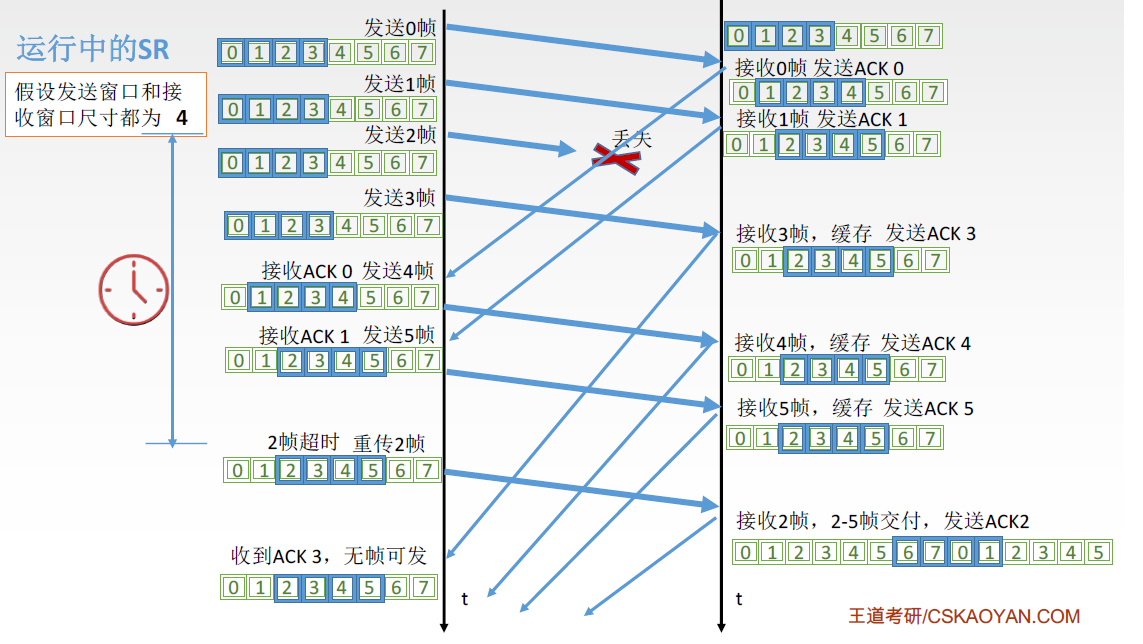 运行中的SR
假设发送窗口和接
收窗口尺寸都为 4
发送0帧
0 1 2 3 4 5 6 7
发送1帧
0 1 2 3 4 5 6 7
发送2帧
0 1 2 3 4 5 6 7
发送3帧
0 1 2 3 4 5 6 7
接收ACK 0 发送4帧
0 1 2 3 4 5 6 7
接收ACK 1 发送5帧
0 1 2 3 4 5 6 7
2帧超时 重传2帧
0 1 2 3 4 5 6 7
收到ACK 3，无帧可发
0 1 2 3 4 5 6 7
t
丢失
0 1 2 3 4 5 6 7
接收0帧 发送ACK 0
0 1 2 3 4 5 6 7
接收1帧 发送ACK 1
0 1 2 3 4 5 6 7
接收3帧，缓存 发送ACK 3
0 1 2 3 4 5 6 7
接收4帧，缓存 发送ACK 4
0 1 2 3 4 5 6 7
接收5帧，缓存 发送ACK 5
0 1 2 3 4 5 6 7
接收2帧，2-5帧交付，发送ACK2
0 1 2 3 4 5 6 7 0 1 2 3 4 5
t
王道考研/CSKAOYAN.COM